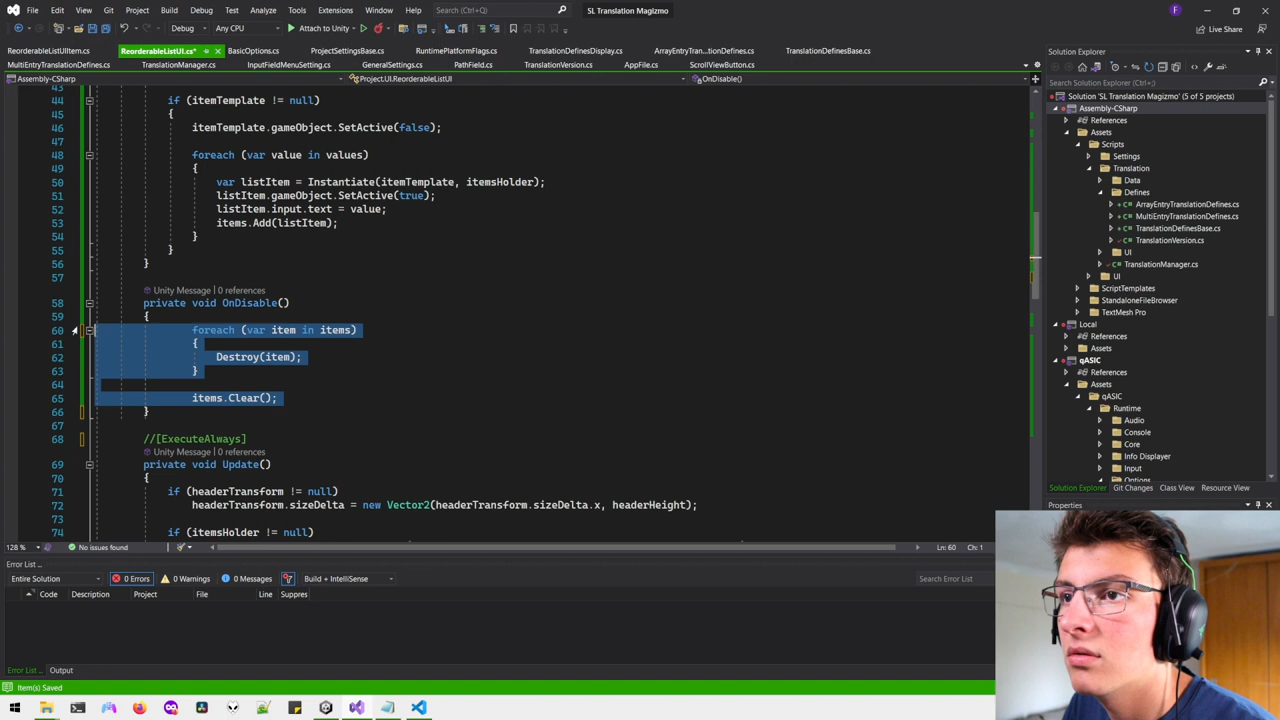 File Edit View Git Project Build Debug Test Analyze Tools Extensions Window Help Search (Ctrl+Q) SL Translation Magizmo F
Debug Any CPU Attach to Unity Live Share
ReorderableListUIItem.cs ReorderableListUI.cs* BasicOptions.cs ProjectSettingsBase.cs RuntimePlatformFlags.cs TranslationDefinesDisplay.cs ArrayEntryTran...tionDefines.cs TranslationDefinesBase.cs
MultiEntryTranslationDefines.cs TranslationManager.cs InputFieldMenuSetting.cs GeneralSettings.cs PathField.cs TranslationVersion.cs AppFile.cs ScrollViewButton.cs
Assembly-CSharp Project.UI.ReorderableListUI OnDisable()
43
44 if (itemTemplate != null)
45 {
46 itemTemplate.gameObject.SetActive(false);
47
48 foreach (var value in values)
49 {
50 var listItem = Instantiate(itemTemplate, itemsHolder);
51 listItem.gameObject.SetActive(true);
52 listItem.input.text = value;
53 items.Add(listItem);
54 }
55 }
56 }
57
Unity Message | 0 references
58 private void OnDisable()
59 {
60 foreach (var item in items)
61 {
62 Destroy(item);
63 }
64
65 items.Clear();
66 }
67
68 //[ExecuteAlways]
Unity Message | 0 references
69 private void Update()
70 {
71 if (headerTransform != null)
72 headerTransform.sizeDelta = new Vector2(headerTransform.sizeDelta.x, headerHeight);
73
74 if (itemsHolder != null)
128 % No issues found Ln: 60 Ch: 1
Error List ...
Entire Solution 0 Errors 0 Warnings 0 Messages Build + IntelliSense Search Error List
Code Description Project File Line Suppres
Error List ... Output
Item(s) Saved
Solution Explorer
Search Solution Explorer (Ctrl+;)
Solution 'SL Translation Magizmo' (5 of 5 projects)
Assembly-CSharp
References
Assets
Scripts
Settings
Translation
Data
Defines
ArrayEntryTranslationDefines.cs
MultiEntryTranslationDefines.cs
TranslationDefinesBase.cs
TranslationVersion.cs
UI
TranslationManager.cs
UI
ScriptTemplates
StandaloneFileBrowser
TextMesh Pro
Local
References
Assets
qASIC
References
Assets
qASIC
Runtime
Audio
Console
Core
Info Displayer
Input
Options
Solution Explorer Git Changes Class View Resource View
Properties